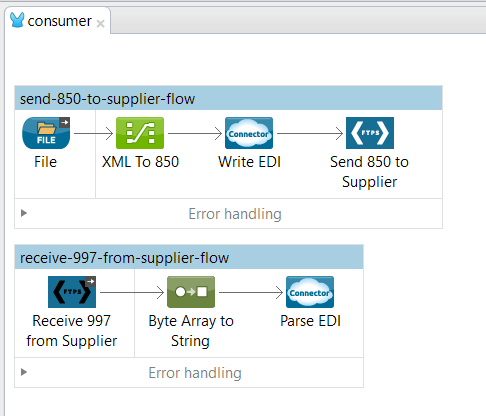 consumer
send-850-to-supplier-flow
FILE
Connector
FTPS
File
XML To 850
Write EDI
Send 850 to
Supplier
Error handling
receive-997-from-supplier-flow
FTPS
Connector
Receive 997
from Supplier
Byte Array to
String
Parse EDI
Error handling